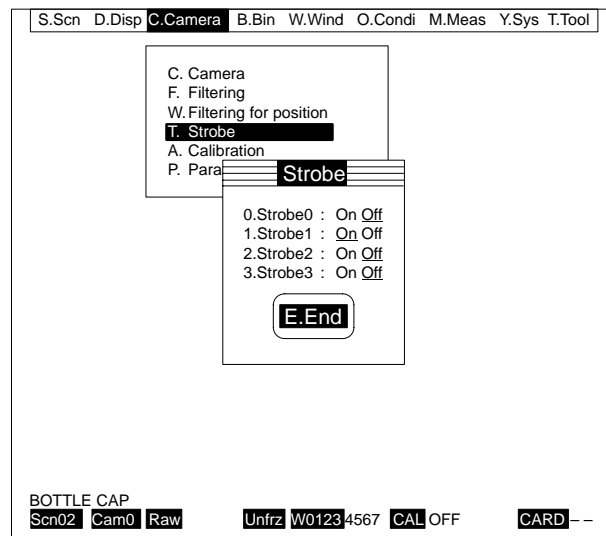 S.Scn D.Disp C.Camera B.Bin W.Wind O.Condi M.Meas Y.Sys T.Tool
C. Camera
F. Filtering
W. Filtering for position
T. Strobe
A. Calibration
P. Para
Strobe
0.Strobe0 : On Off
1.Strobe1 : On Off
2.Strobe2 : On Off
3.Strobe3 : On Off
E.End
BOTTLE CAP
Scn02 Cam0 Raw Unfrz W01234567 CAL OFF CARD – –